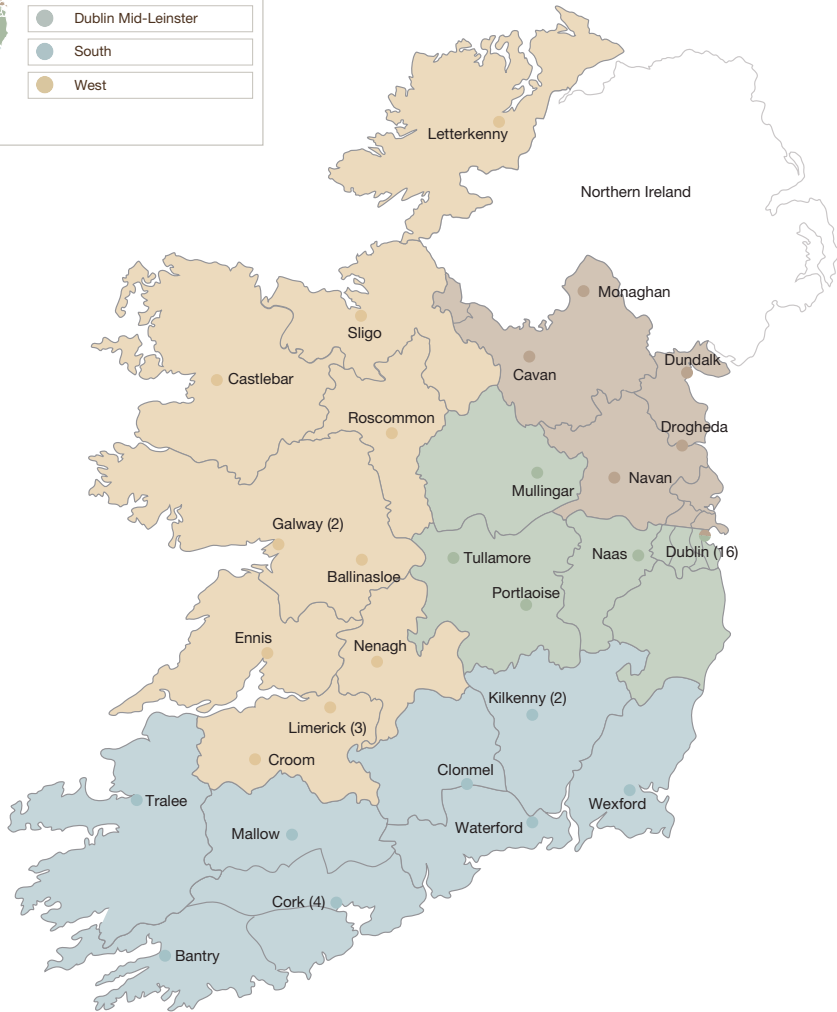 Dublin Mid-Leinster
South
West
Letterkenny
Northern Ireland
Monaghan
Sligo
Dundalk
Cavan
Castlebar
Roscommon
Drogheda
Navan
Mullingar
Galway (2)
Dublin (16)
Naas
Tullamore
Ballinasloe
Portlaoise
Ennis
Nenagh
Kilkenny (2)
Limerick (3)
Croom
Clonmel
Tralee
Wexford
Waterford
Mallow
Cork (4)
Bantry